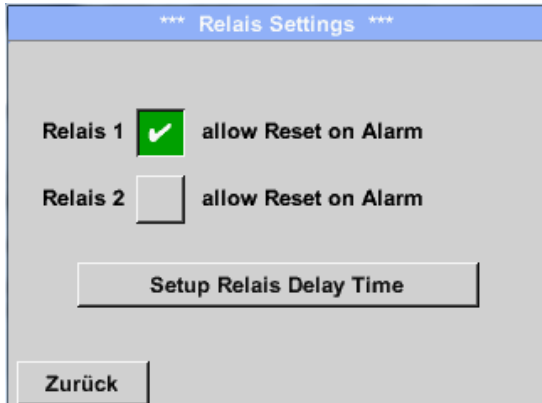 *** Relais Settings ***
Relais 1 ✔ allow Reset on Alarm
Relais 2 allow Reset on Alarm
Setup Relais Delay Time
Zurück